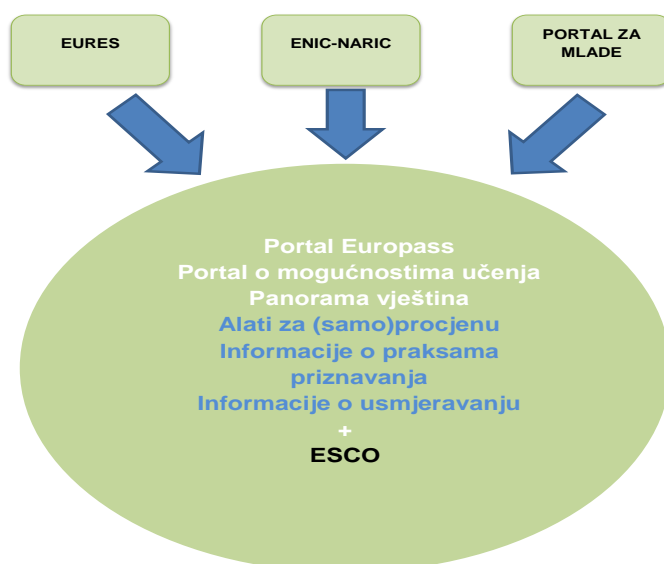 EURES
ENIC-NARIC
PORTAL ZA
MLADE
Portal Europass
Portal o mogućnostima učenja
Panorama vještina
Alati za (samo)procjenu
Informacije o praksama
priznavanja
Informacije o usmjeravanju
+
ESCO